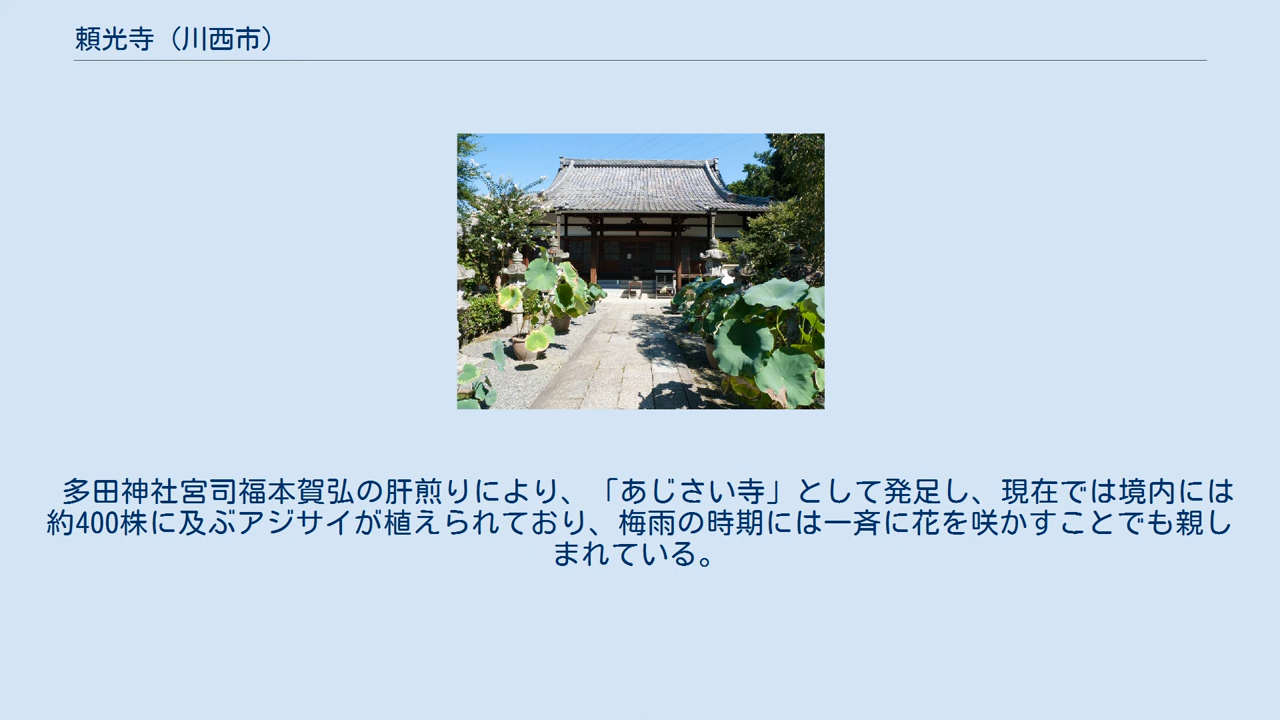 頼光寺（川西市）
多田神社宮司福本賀弘の肝煎りにより、「あじさい寺」として発足し、現在では境内には
約400株に及ぶアジサイが植えられており、梅雨の時期には一斉に花を咲かすことでも親し
まれている。